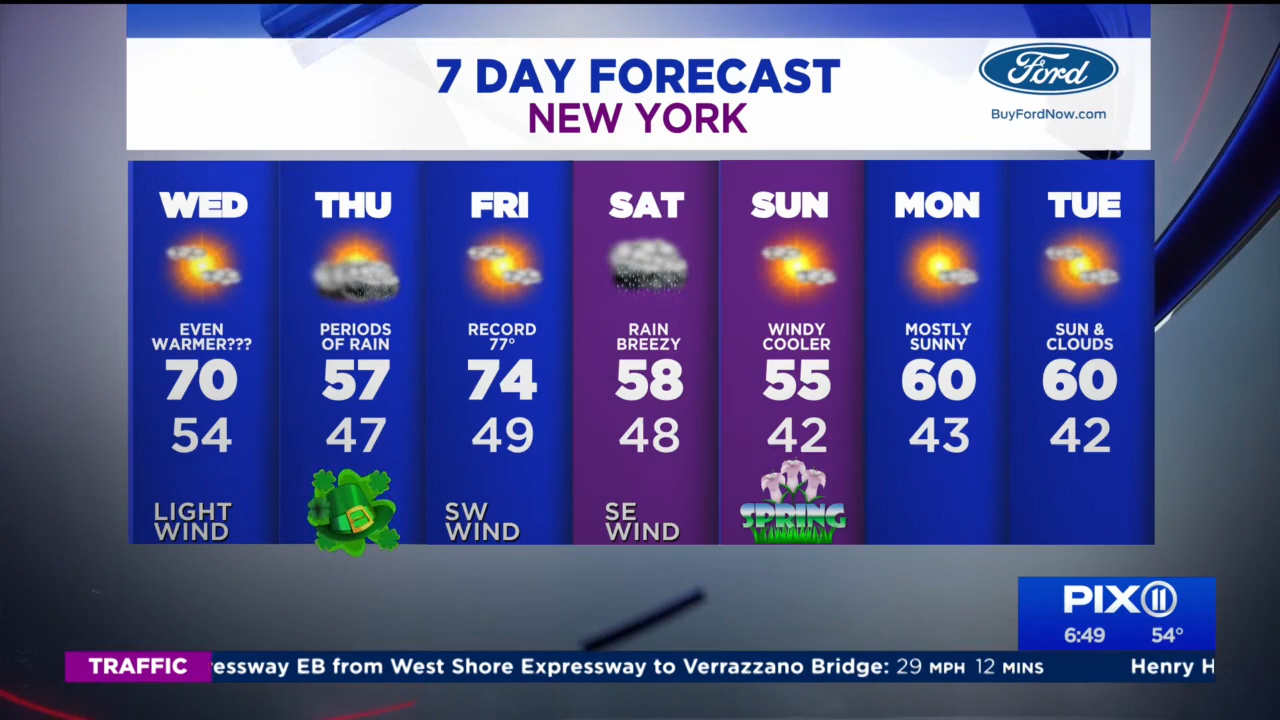 7 DAY FORECAST
NEW YORK
Ford
BuyFordNow.com
WED
EVEN
WARMER???
70
54
LIGHT
WIND
THU
PERIODS
OF RAIN
57
47
FRI
RECORD
77°
74
49
SW
WIND
SAT
RAIN
BREEZY
58
48
SE
WIND
SUN
WINDY
COOLER
55
42
SPRING
MON
MOSTLY
SUNNY
60
43
TUE
SUN &
CLOUDS
60
42
PIX11
6:49 54°
TRAFFIC ressway EB from West Shore Expressway to Verrazzano Bridge: 29 MPH 12 MINS Henry H